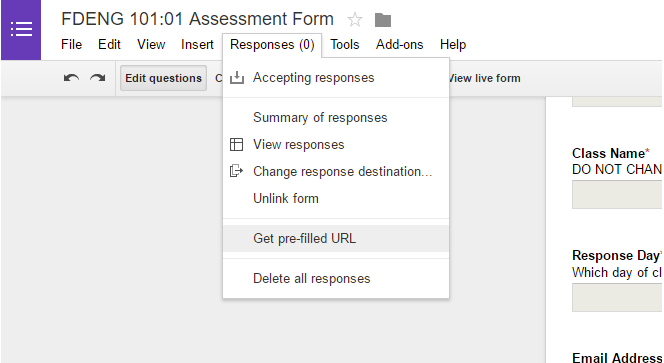 FDENG 101:01 Assessment Form
File Edit View Insert Responses (0) Tools Add-ons Help
Edit questions View live form
Accepting responses
Summary of responses
View responses
Change response destination...
Unlink form
Get pre-filled URL
Delete all responses
Class Name*
DO NOT CHAN
Response Day*
Which day of cl
Email Address